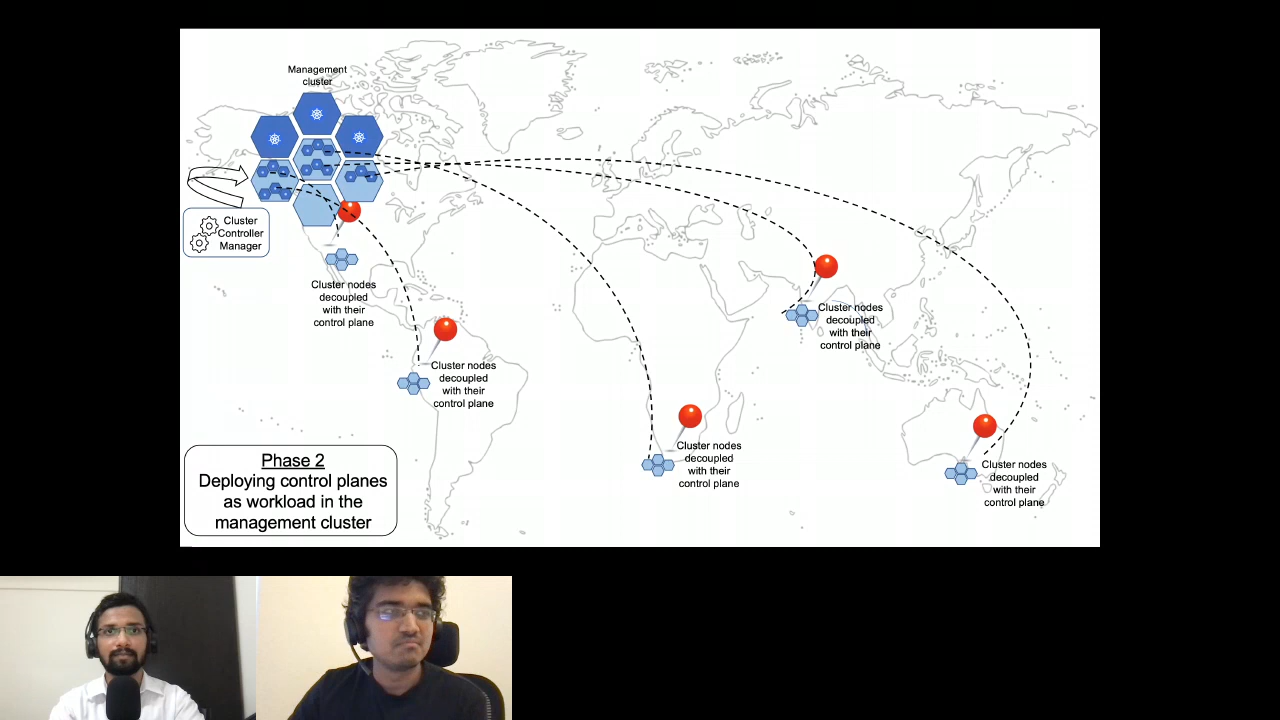 Management
cluster
Cluster
Controller
Manager
Cluster nodes
decoupled
with their
control plane
Cluster nodes
decoupled
with their
control plane
Cluster nodes
decoupled
with their
control plane
Cluster nodes
decoupled
with their
control plane
Cluster nodes
decoupled
with their
control plane
Phase 2
Deploying control planes
as workload in the
management cluster